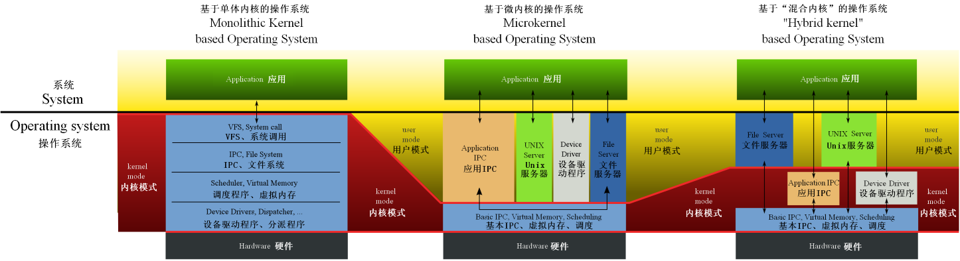 基于单体内核的操作系统
Monolithic Kernel
based Operating System
基于微内核的操作系统
Microkernel
based Operating System
基于“混合内核”的操作系统
"Hybrid kernel"
based Operating System
系统
System
Operating system
操作系统
Application 应用
VFS, System call
VFS、系统调用
IPC, File System
IPC、文件系统
Scheduler, Virtual Memory
调度程序、虚拟内存
Device Drivers, Dispatcher, ...
设备驱动程序、分派程序
Hardware 硬件
kernel
mode
内核模式
user
mode
用户模式
kernel
mode
内核模式
Application 应用
Application
IPC
应用IPC
UNIX
Server
Unix
服务器
Device
Driver
设备驱
动程序
File
Server
文件
服务器
Basic IPC, Virtual Memory, Scheduling
基本IPC、虚拟内存、调度
Hardware 硬件
user
mode
用户模式
kernel
mode
内核模式
Application 应用
File Server
文件服务器
UNIX Server
Unix服务器
Application IPC
应用IPC
Device Driver
设备驱动程序
Basic IPC, Virtual Memory, Scheduling
基本IPC、虚拟内存、调度
Hardware 硬件
user
mode
用户模式
kernel
mode
内核模式